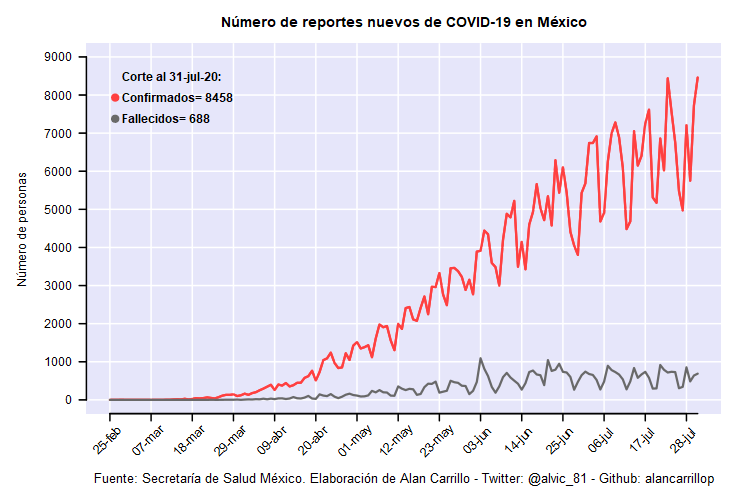 Número de reportes nuevos de COVID-19 en México
Corte al 31-jul-20:
Confirmados= 8458
Fallecidos= 688
Número de personas
9000
8000
7000
6000
5000
4000
3000
2000
1000
0
25-feb
07-mar
18-mar
29-mar
09-abr
20-abr
01-may
12-may
23-may
03-jun
14-jun
25-jun
06-jul
17-jul
28-jul
Fuente: Secretaría de Salud México. Elaboración de Alan Carrillo - Twitter: @alvic_81 - Github: alancarrillop